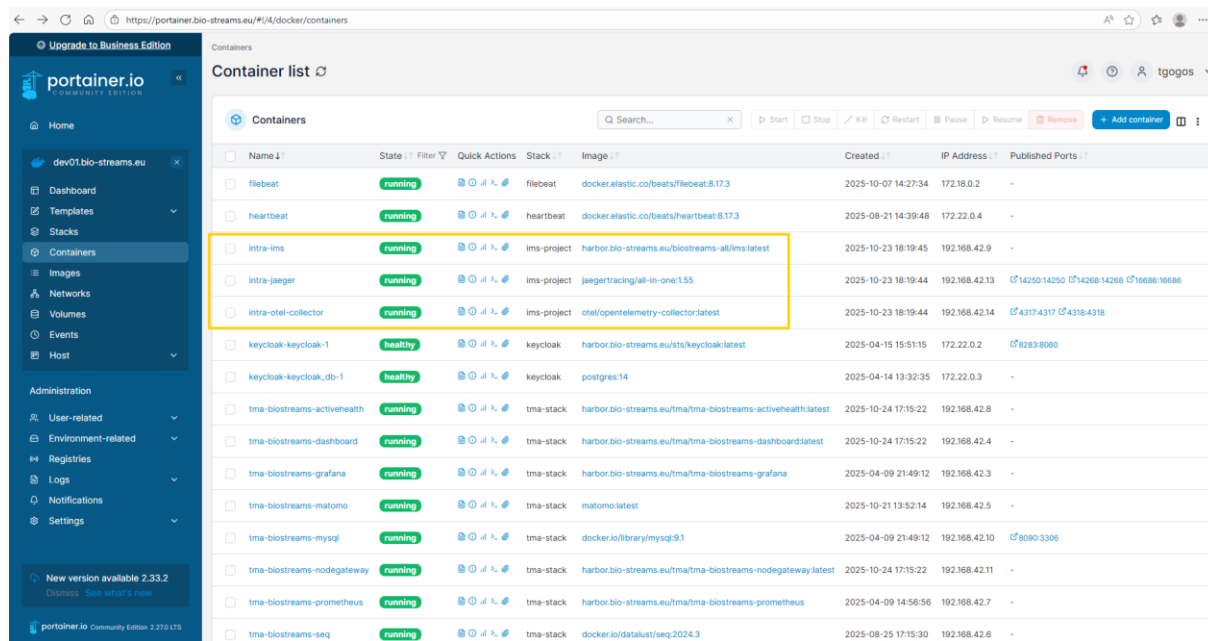 https://portainer.bio-streams.eu/#!/4/docker/containers
Upgrade to Business Edition
portainer.io
COMMUNITY EDITION
Home
dev01.bio-streams.eu
Dashboard
Templates
Stacks
Containers
Images
Networks
Volumes
Events
Host
Administration
User-related
Environment-related
Registries
Logs
Notifications
Settings
New version available 2.33.2
Dismiss See what's new
portainer.io Community Edition 2.27.0 LTS
Containers
Container list
tgogos
Containers Search... Start Stop Kill Restart Pause Resume Remove + Add container
Name State Filter Quick Actions Stack Image Created IP Address Published Ports
filebeat running filebeat docker.elastic.co/beats/filebeat:8.17.3 2025-10-07 14:27:34 172.18.0.2 -
heartbeat running heartbeat docker.elastic.co/beats/heartbeat:8.17.3 2025-08-21 14:39:48 172.22.0.4 -
intra-ims running ims-project harbor.bio-streams.eu/biostreams-all/ims:latest 2025-10-23 18:19:45 192.168.42.9 -
intra-jaeger running ims-project jaegertracing/all-in-one:1.55 2025-10-23 18:19:44 192.168.42.13 14250:14250 14268:14268 16686:16686
intra-otel-collector running ims-project otel/opentelemetry-collector:latest 2025-10-23 18:19:44 192.168.42.14 4317:4317 4318:4318
keycloak-keycloak-1 healthy keycloak harbor.bio-streams.eu/sts/keycloak:latest 2025-04-15 15:51:15 172.22.0.2 8283:8080
keycloak-keycloak_db-1 healthy keycloak postgres:14 2025-04-14 13:32:35 172.22.0.3 -
tma-biostreams-activehealth running tma-stack harbor.bio-streams.eu/tma/tma-biostreams-activehealth:latest 2025-10-24 17:15:22 192.168.42.8 -
tma-biostreams-dashboard running tma-stack harbor.bio-streams.eu/tma/tma-biostreams-dashboard:latest 2025-10-24 17:15:22 192.168.42.4 -
tma-biostreams-grafana running tma-stack harbor.bio-streams.eu/tma/tma-biostreams-grafana 2025-04-09 21:49:12 192.168.42.3 -
tma-biostreams-matomo running tma-stack matomo:latest 2025-10-21 13:52:14 192.168.42.5 -
tma-biostreams-mysql running tma-stack docker.io/library/mysql:9.1 2025-04-09 21:49:12 192.168.42.10 8090:3306
tma-biostreams-nodegateway running tma-stack harbor.bio-streams.eu/tma/tma-biostreams-nodegateway:latest 2025-10-24 17:15:22 192.168.42.11 -
tma-biostreams-prometheus running tma-stack harbor.bio-streams.eu/tma/tma-biostreams-prometheus 2025-04-09 14:56:56 192.168.42.7 -
tma-biostreams-seq running tma-stack docker.io/datalust/seq:2024.3 2025-08-25 17:15:30 192.168.42.6 -